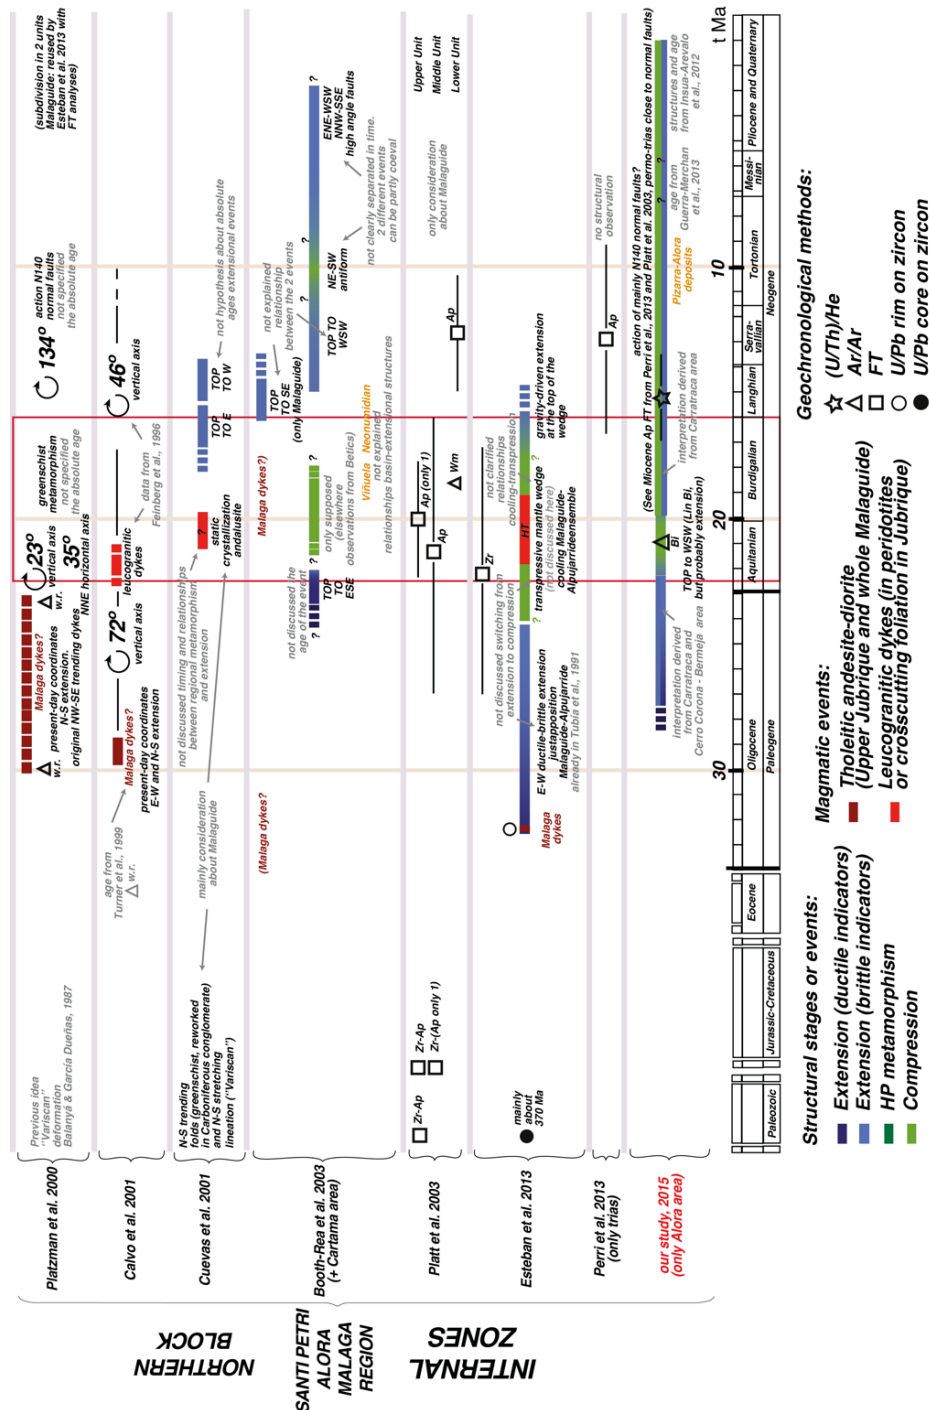 INTERNAL
ZONES
NORTHERN
BLOCK
SANTI PETRI
ALORA
MALAGA
REGION
Platzman et al. 2000
Previous idea
"Variscan"
deformation
Balanyá & García Dueñas, 1987
Malaga dykes?
w.r.
w.r.
present-day coordinates
N-S extension.
original NW-SE trending dykes
23º
vertical axis
35º
NNE horizontal axis
greenschist
metamorphism
not specified
the absolute age
134º
action N140
normal faults
not specified
the absolute age
(subdivision in 2 units
Malaguide: reused by
Esteban et al. 2013 with
FT analyses)
Calvo et al. 2001
age from
Turner et al., 1999
w.r.
Malaga dykes?
present-day coordinates
E-W and N-S extension
72º
vertical axis
leucogranitic
dykes
data from
Feinberg et al., 1996
46º
vertical axis
Cuevas et al. 2001
N-S trending
folds (greenschist, reworked
in Carboniferous conglomerate)
and N-S stretching
lineation ("Variscan")
mainly consideration
about Malaguide
not discussed timing and relationships
between regional metamorphism
and extension
?
static
crystallization
andalusite
TOP
TO E
TOP
TO W
not hypothesis about absolute
ages extensional events
Booth-Rea et al. 2003
(+ Cartama area)
(Malaga dykes?)
not discussed the
age of the event
?
TOP
TO
ESE
Malaga dykes?)
?
only supposed
(elsewhere
observations from Betics)
TOP
TO SE
(only Malaguide)
not explained
relationship
between the 2 events
Viñuela Neonumidian
not explained
relationships basin-extensional structures
TOP TO
WSW
?
NE-SW
antiform
?
ENE-WSW
NNW-SSE
high angle faults
?
not clearly separated in time.
2 different events
can be partly coeval
Platt et al. 2003
Zr-Ap
Zr-Ap
Zr-(Ap only 1)
Ap (only 1)
Ap
Wm
Ap
Upper Unit
Middle Unit
Lower Unit
only consideration
about Malaguide
Esteban et al. 2013
mainly
about
370 Ma
Malaga
dykes
E-W ductile-brittle extension
justapposition
Malaguide-Alpujarride
already in Tubía et al., 1991
not discussed switching from
extension to compression
Zr
?
HT
?
transpressive mantle wedge
(not discussed here)
cooling Malaguide-
Alpujarrideensemble
not clarified
relationships
cooling-transpression
gravity-driven extension
at the top of the
wedge
Perri et al. 2013
(only trias)
Ap
no structural
observation
our study, 2015
(only Alora area)
interpretation derived
from Carratraca and
Cerro Corona - Bermeja area
Bi
TOP to WSW (Lin Bi,
but probably extension)
interpretation derived
from Carratraca area
action of mainly N140 normal faults?
(See Miocene Ap FT from Perri et al., 2013 and Platt et al. 2003, permo-trias close to normal faults)
Pizarra-Alora
deposits
?
?
age from
Guerra-Merchan
et al., 2013
structures and age
from Insua-Arevalo
et al., 2012
30
20
10
t Ma
Paleozoic
Jurassic-Cretaceous
Eocene
Oligocene
Aquitanian
Burdigalian
Langhian
Serra-
vallian
Tortonian
Messi-
nian
Pliocene and Quaternary
Paleogene
Neogene
Structural stages or events:
Extension (ductile indicators)
Extension (brittle indicators)
HP metamorphism
Compression
Magmatic events:
Tholeiitic andesite-diorite
(Upper Jubrique and whole Malaguide)
Leucogranitic dykes (in peridotites
or crosscutting foliation in Jubrique)
Geochronological methods:
(U/Th)/He
Ar/Ar
FT
U/Pb rim on zircon
U/Pb core on zircon